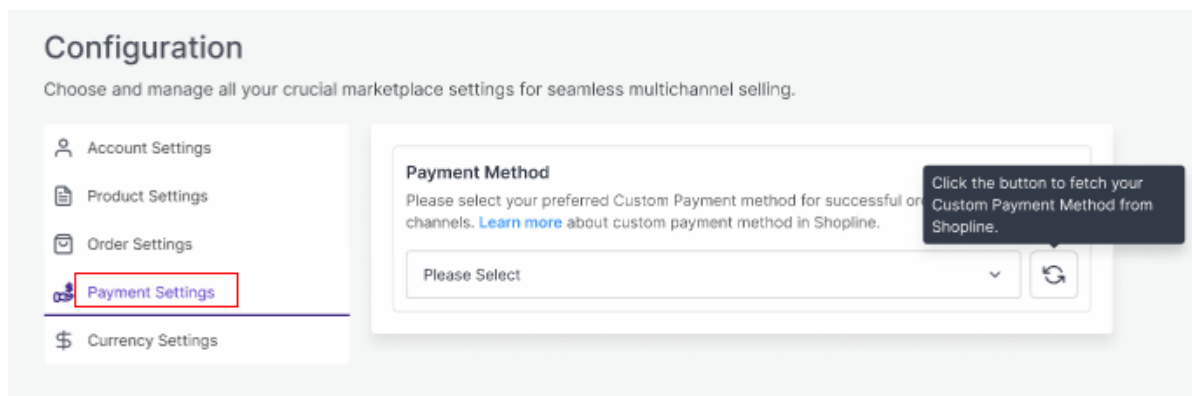 Configuration
Choose and manage all your crucial marketplace settings for seamless multichannel selling.
Account Settings
Product Settings
Order Settings
Payment Settings
Currency Settings
Payment Method
Please select your preferred Custom Payment method for successful
channels. Learn more about custom payment method in Shopline.
Please Select
Click the button to fetch your
Custom Payment Method from
Shopline.